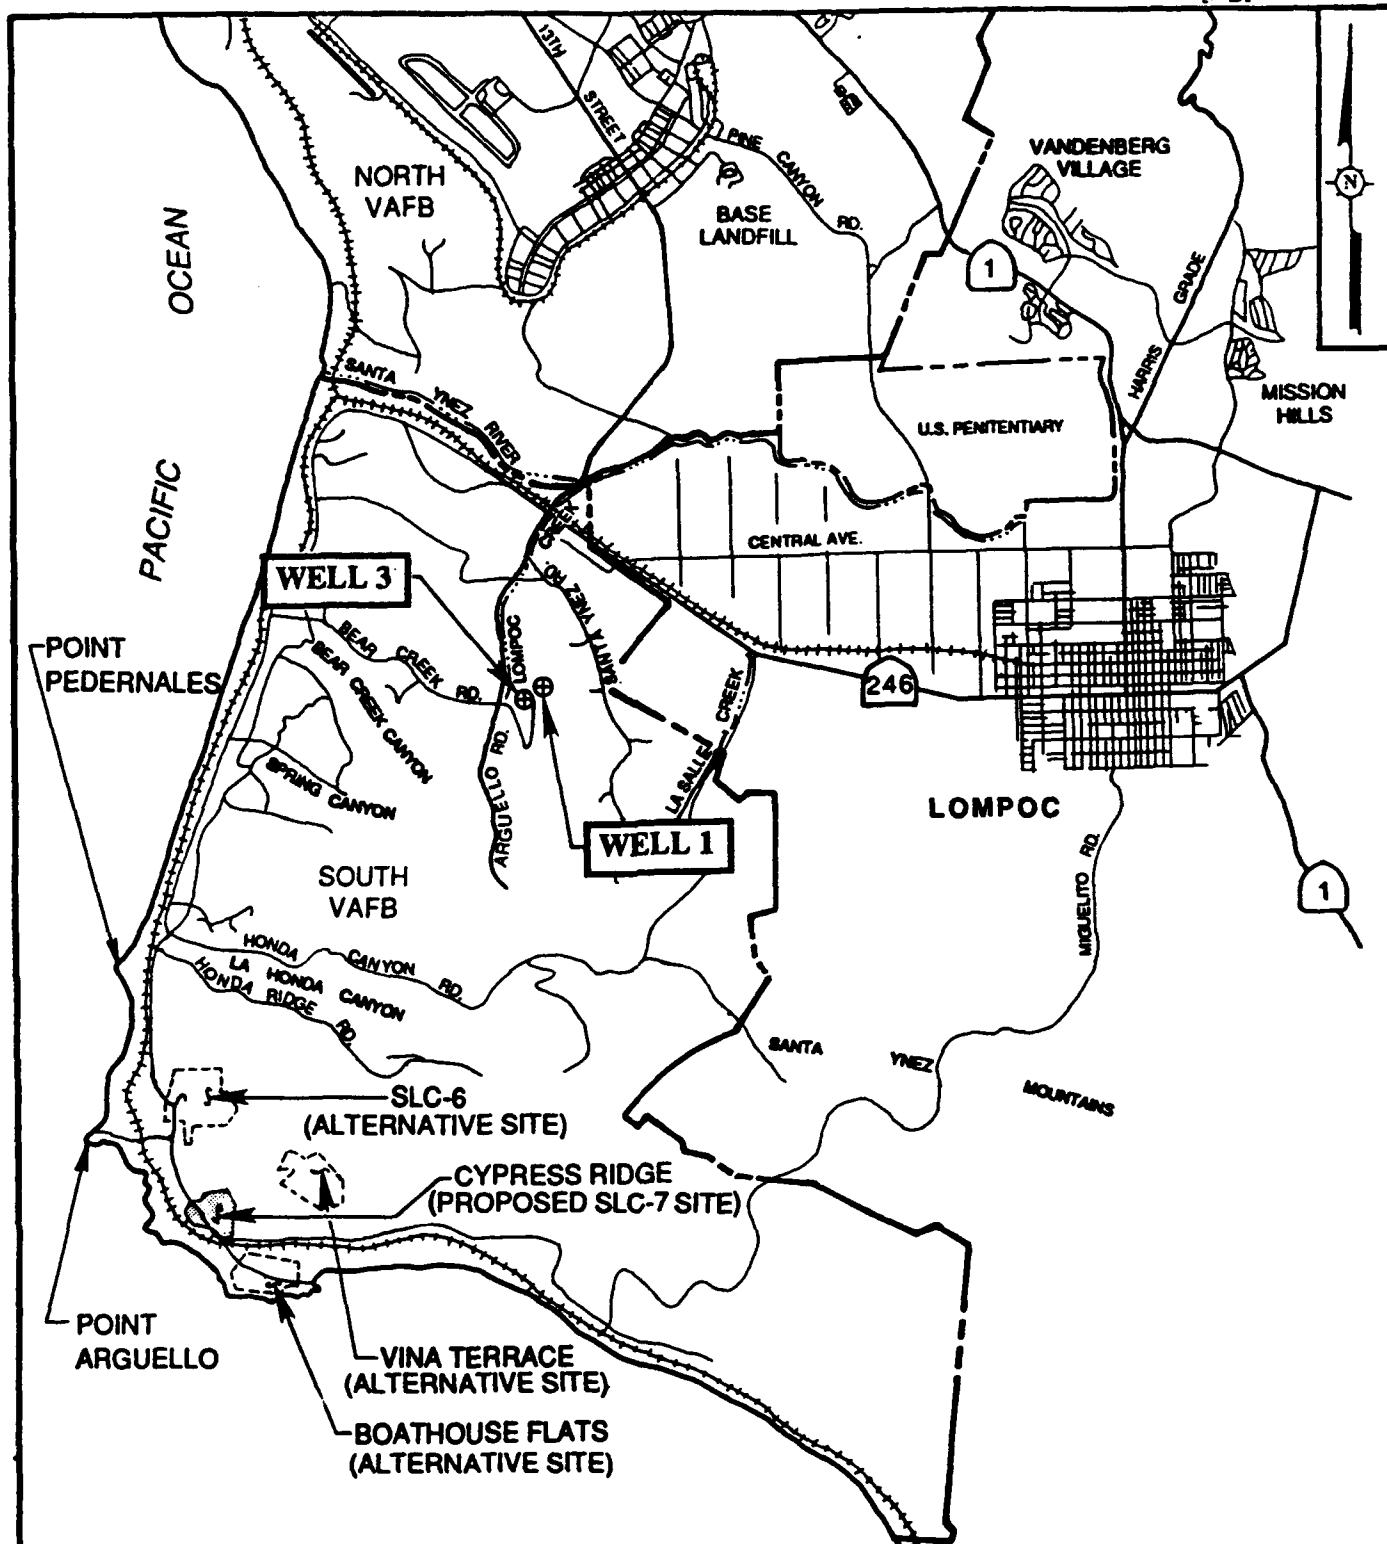 13TH
STREET
PINE CANYON RD.
VANDENBERG
VILLAGE
N
NORTH
VAFB
BASE
LANDFILL
OCEAN
PACIFIC
1
HARRIS GRADE
SANTA YNEZ RIVER
U.S. PENITENTIARY
MISSION
HILLS
CREEK
CENTRAL AVE.
WELL 3
SANTA YNEZ RD.
LOMPOC
POINT
PEDERNALES
BEAR CREEK RD.
BEAR CREEK CANYON
246
LA SALLE CREEK
SPRING CANYON
ARGUELLO RD.
WELL 1
LOMPOC
MIGUELITO RD.
1
SOUTH
VAFB
HONDA CANYON RD.
LA HONDA CANYON
HONDA RIDGE RD.
SANTA YNEZ MOUNTAINS
SLC-6
(ALTERNATIVE SITE)
CYPRESS RIDGE
(PROPOSED SLC-7 SITE)
POINT
ARGUELLO
VINA TERRACE
(ALTERNATIVE SITE)
BOATHOUSE FLATS
(ALTERNATIVE SITE)